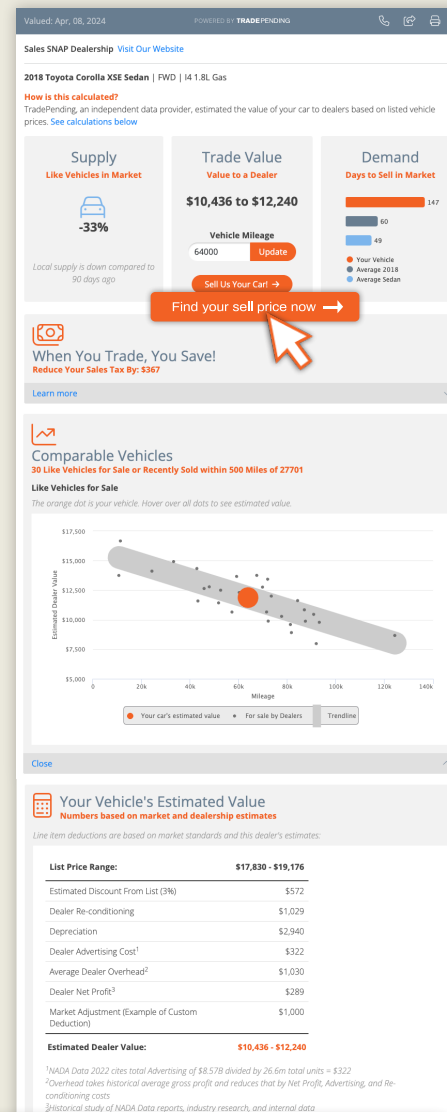 Valued: Apr, 08, 2024
POWERED BY TRADEPENDING
Sales SNAP Dealership Visit Our Website
2018 Toyota Corolla XSE Sedan | FWD | I4 1.8L Gas
How is this calculated?
TradePending, an independent data provider, estimated the value of your car to dealers based on listed vehicle
prices. See calculations below
Supply
Like Vehicles in Market
-33%
Local supply is down compared to
90 days ago
Trade Value
Value to a Dealer
$10,436 to $12,240
Vehicle Mileage
64000 Update
Sell Us Your Car! →
Demand
Days to Sell in Market
147
60
49
Your Vehicle
Average 2018
Average Sedan
Find your sell price now
When You Trade, You Save!
Reduce Your Sales Tax By: $367
Learn more
Comparable Vehicles
30 Like Vehicles for Sale or Recently Sold within 500 Miles of 27701
Like Vehicles for Sale
The orange dot is your vehicle. Hover over all dots to see estimated value.
Estimated Dealer Value
$17,500
$15,000
$12,500
$10,000
$7,500
$5,000
0 20k 40k 60k 80k 100k 120k 140k
Mileage
Your car's estimated value For sale by Dealers Trendline
Close
Your Vehicle's Estimated Value
Numbers based on market and dealership estimates
Line item deductions are based on market standards and this dealer's estimates:
List Price Range: $17,830 - $19,176
Estimated Discount From List (3%) $572
Dealer Re-conditioning $1,029
Depreciation $2,940
Dealer Advertising Cost¹ $322
Average Dealer Overhead² $1,030
Dealer Net Profit³ $289
Market Adjustment (Example of Custom
Deduction) $1,000
Estimated Dealer Value: $10,436 - $12,240
¹NADA Data 2022 cites total Advertising of $8.57B divided by 26.6m total units = $322
²Overhead takes historical average gross profit and reduces that by Net Profit, Advertising, and Re-
conditioning costs
³Historical study of NADA Data reports, industry research, and internal data